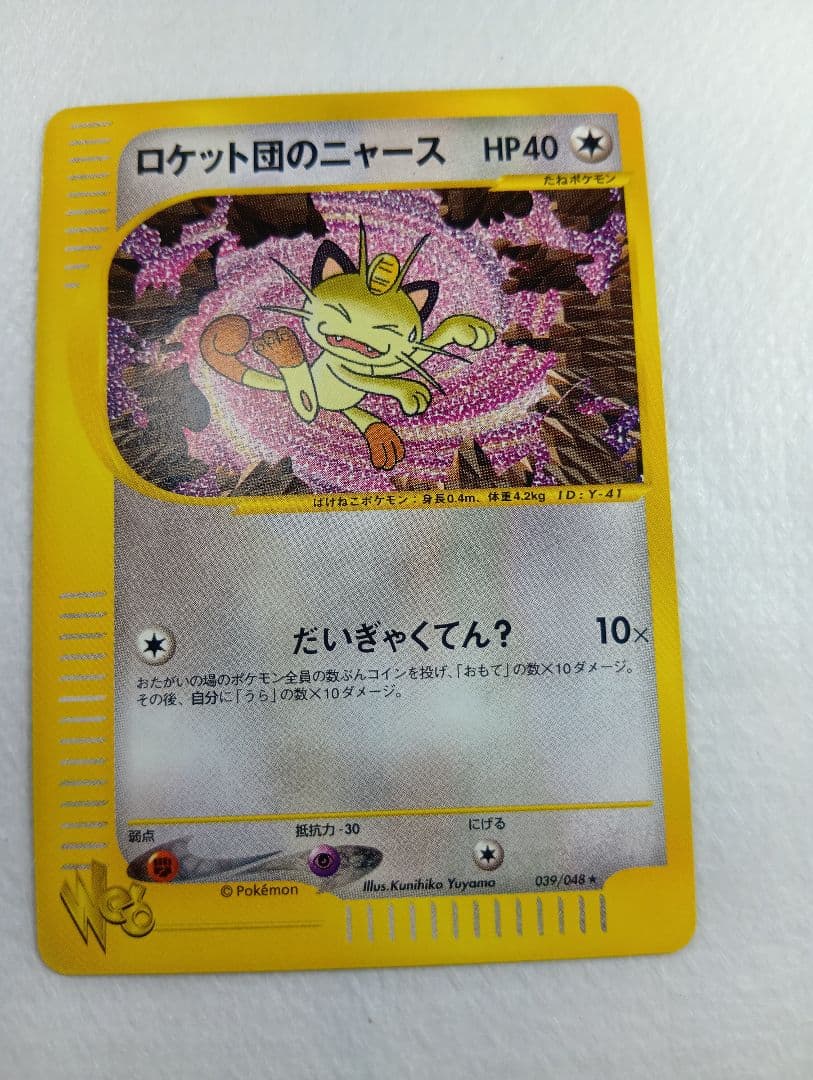 ロケット団のニャース HP40
たねポケモン
ばけねこポケモン：身長0.4m、体重4.2kg ID:Y-41
だいぎゃくてん？ 10×
おたがいの場のポケモン全員の数ぶんコインを投げ、「おもて」の数×10ダメージ。
その後、自分に「うら」の数×10ダメージ。
弱点 抵抗力 -30 にげる
Web © Pokémon Illus.Kunihiko Yuyama 039/048★